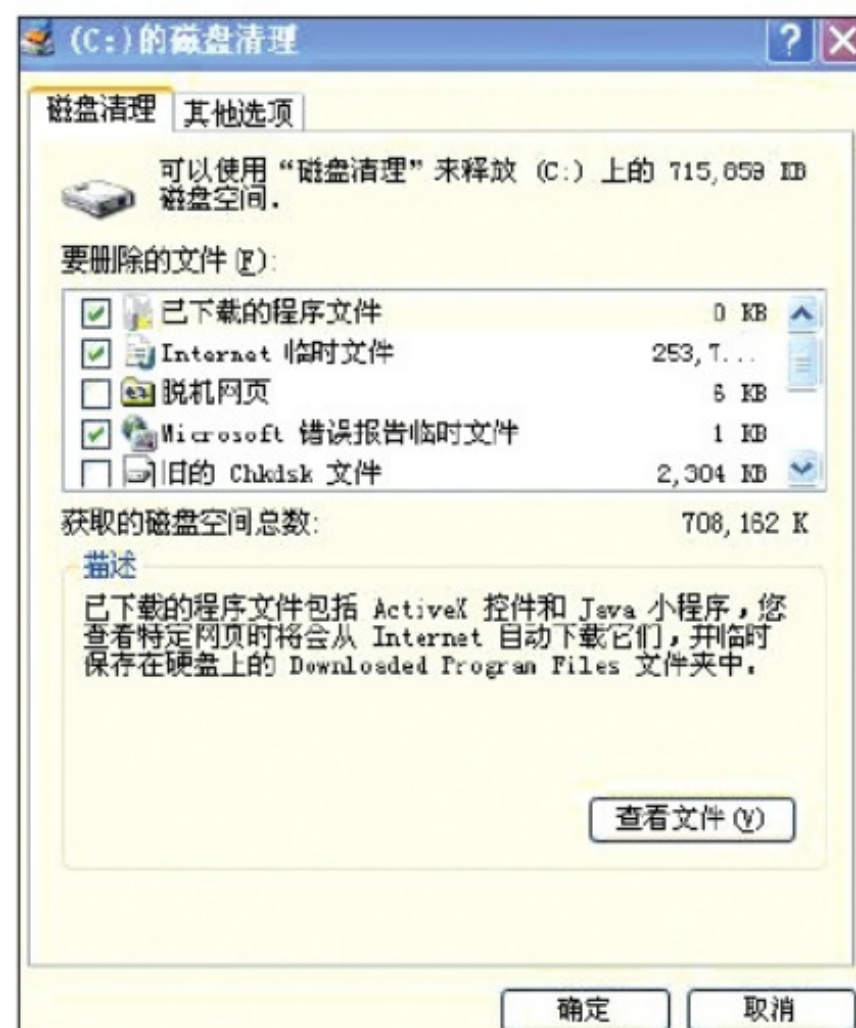 (C:)的磁盘清理
磁盘清理 其他选项
可以使用“磁盘清理”来释放 (C:) 上的 715,859 KB
磁盘空间.
要删除的文件(F):
已下载的程序文件 0 KB
Internet 临时文件 253,7...
脱机网页 6 KB
Microsoft 错误报告临时文件 1 KB
旧的 Chkdsk 文件 2,304 KB
获取的磁盘空间总数: 708,162 K
描述
已下载的程序文件包括 ActiveX 控件和 Java 小程序，您
查看特定网页时将会从 Internet 自动下载它们，并临时
保存在硬盘上的 Downloaded Program Files 文件夹中。
查看文件(V)
确定 取消